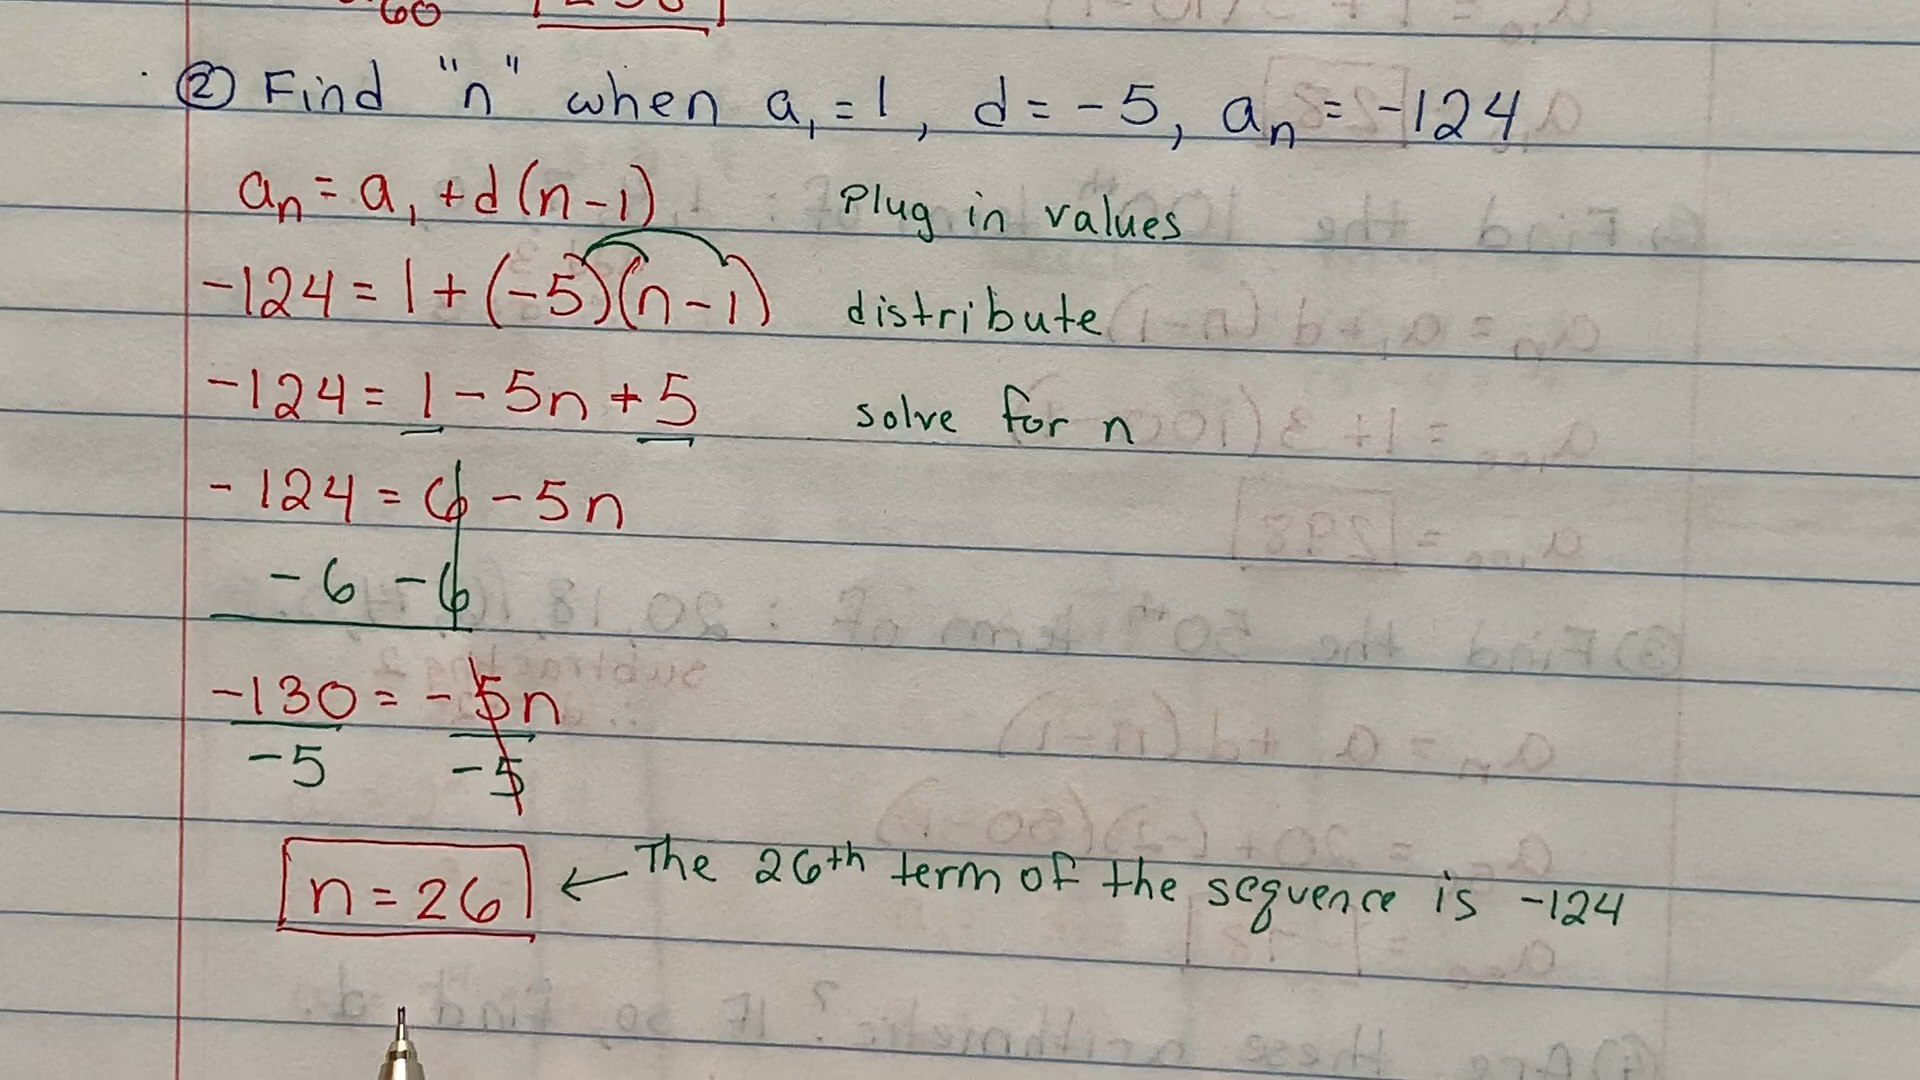 60
② Find "n" when a₁ = 1, d = -5, aₙ = -124
aₙ = a₁ + d(n-1) Plug in values
-124 = 1 + (-5)(n-1) distribute
-124 = 1 - 5n + 5 solve for n
-124 = 6 - 5n
-6 -6
-130 = -5n
-5 -5
n = 26 ← The 26th term of the sequence is -124